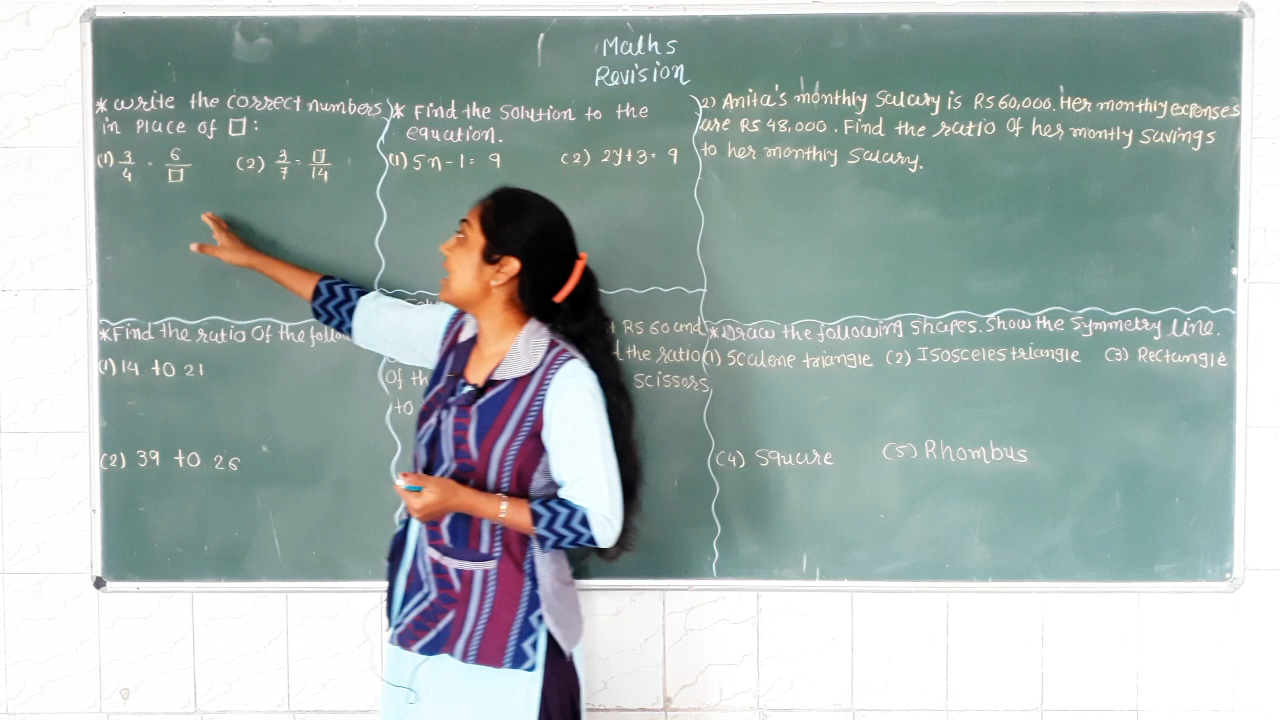 Maths
Revision
* Write the correct numbers
in place of □:
(1) 3/4 = 6/□ (2) 3/7 = □/14
* Find the solution to the
equation.
(1) 5n - 1 = 9 (2) 2y + 3 = 9
2) Anita's monthly salary is RS 60,000. Her monthly expenses
are RS 48,000. Find the ratio of her montly savings
to her monthly salary.
*Find the ratio of the
(1) 14 to 21
(2) 39 to 26
RS 60 and
the ratio
Of
scissors
to
*Draw the following shapes. Show the symmetry line.
(1) Scalene triangle (2) Isosceles triangle (3) Rectangle
(4) Square (5) Rhombus